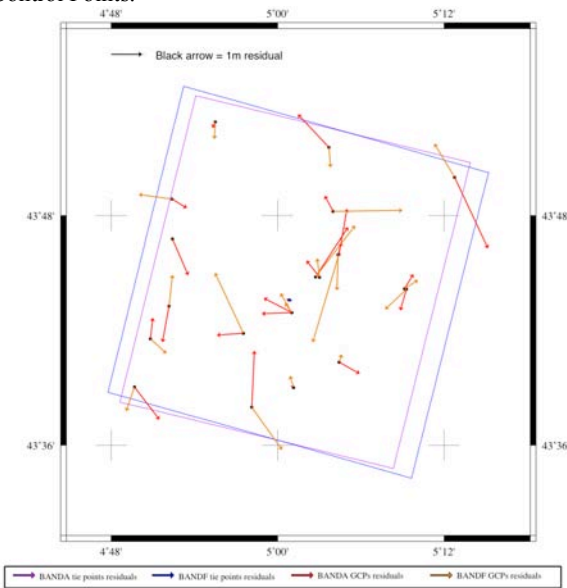 Control Points.
4˚48' 5˚00' 5˚12'
Black arrow = 1m residual
43˚48' 43˚48'
43˚36' 43˚36'
4˚48' 5˚00' 5˚12'
BANDA tie points residuals BANDF tie points residuals BANDA GCPs residuals BANDF GCPs residuals